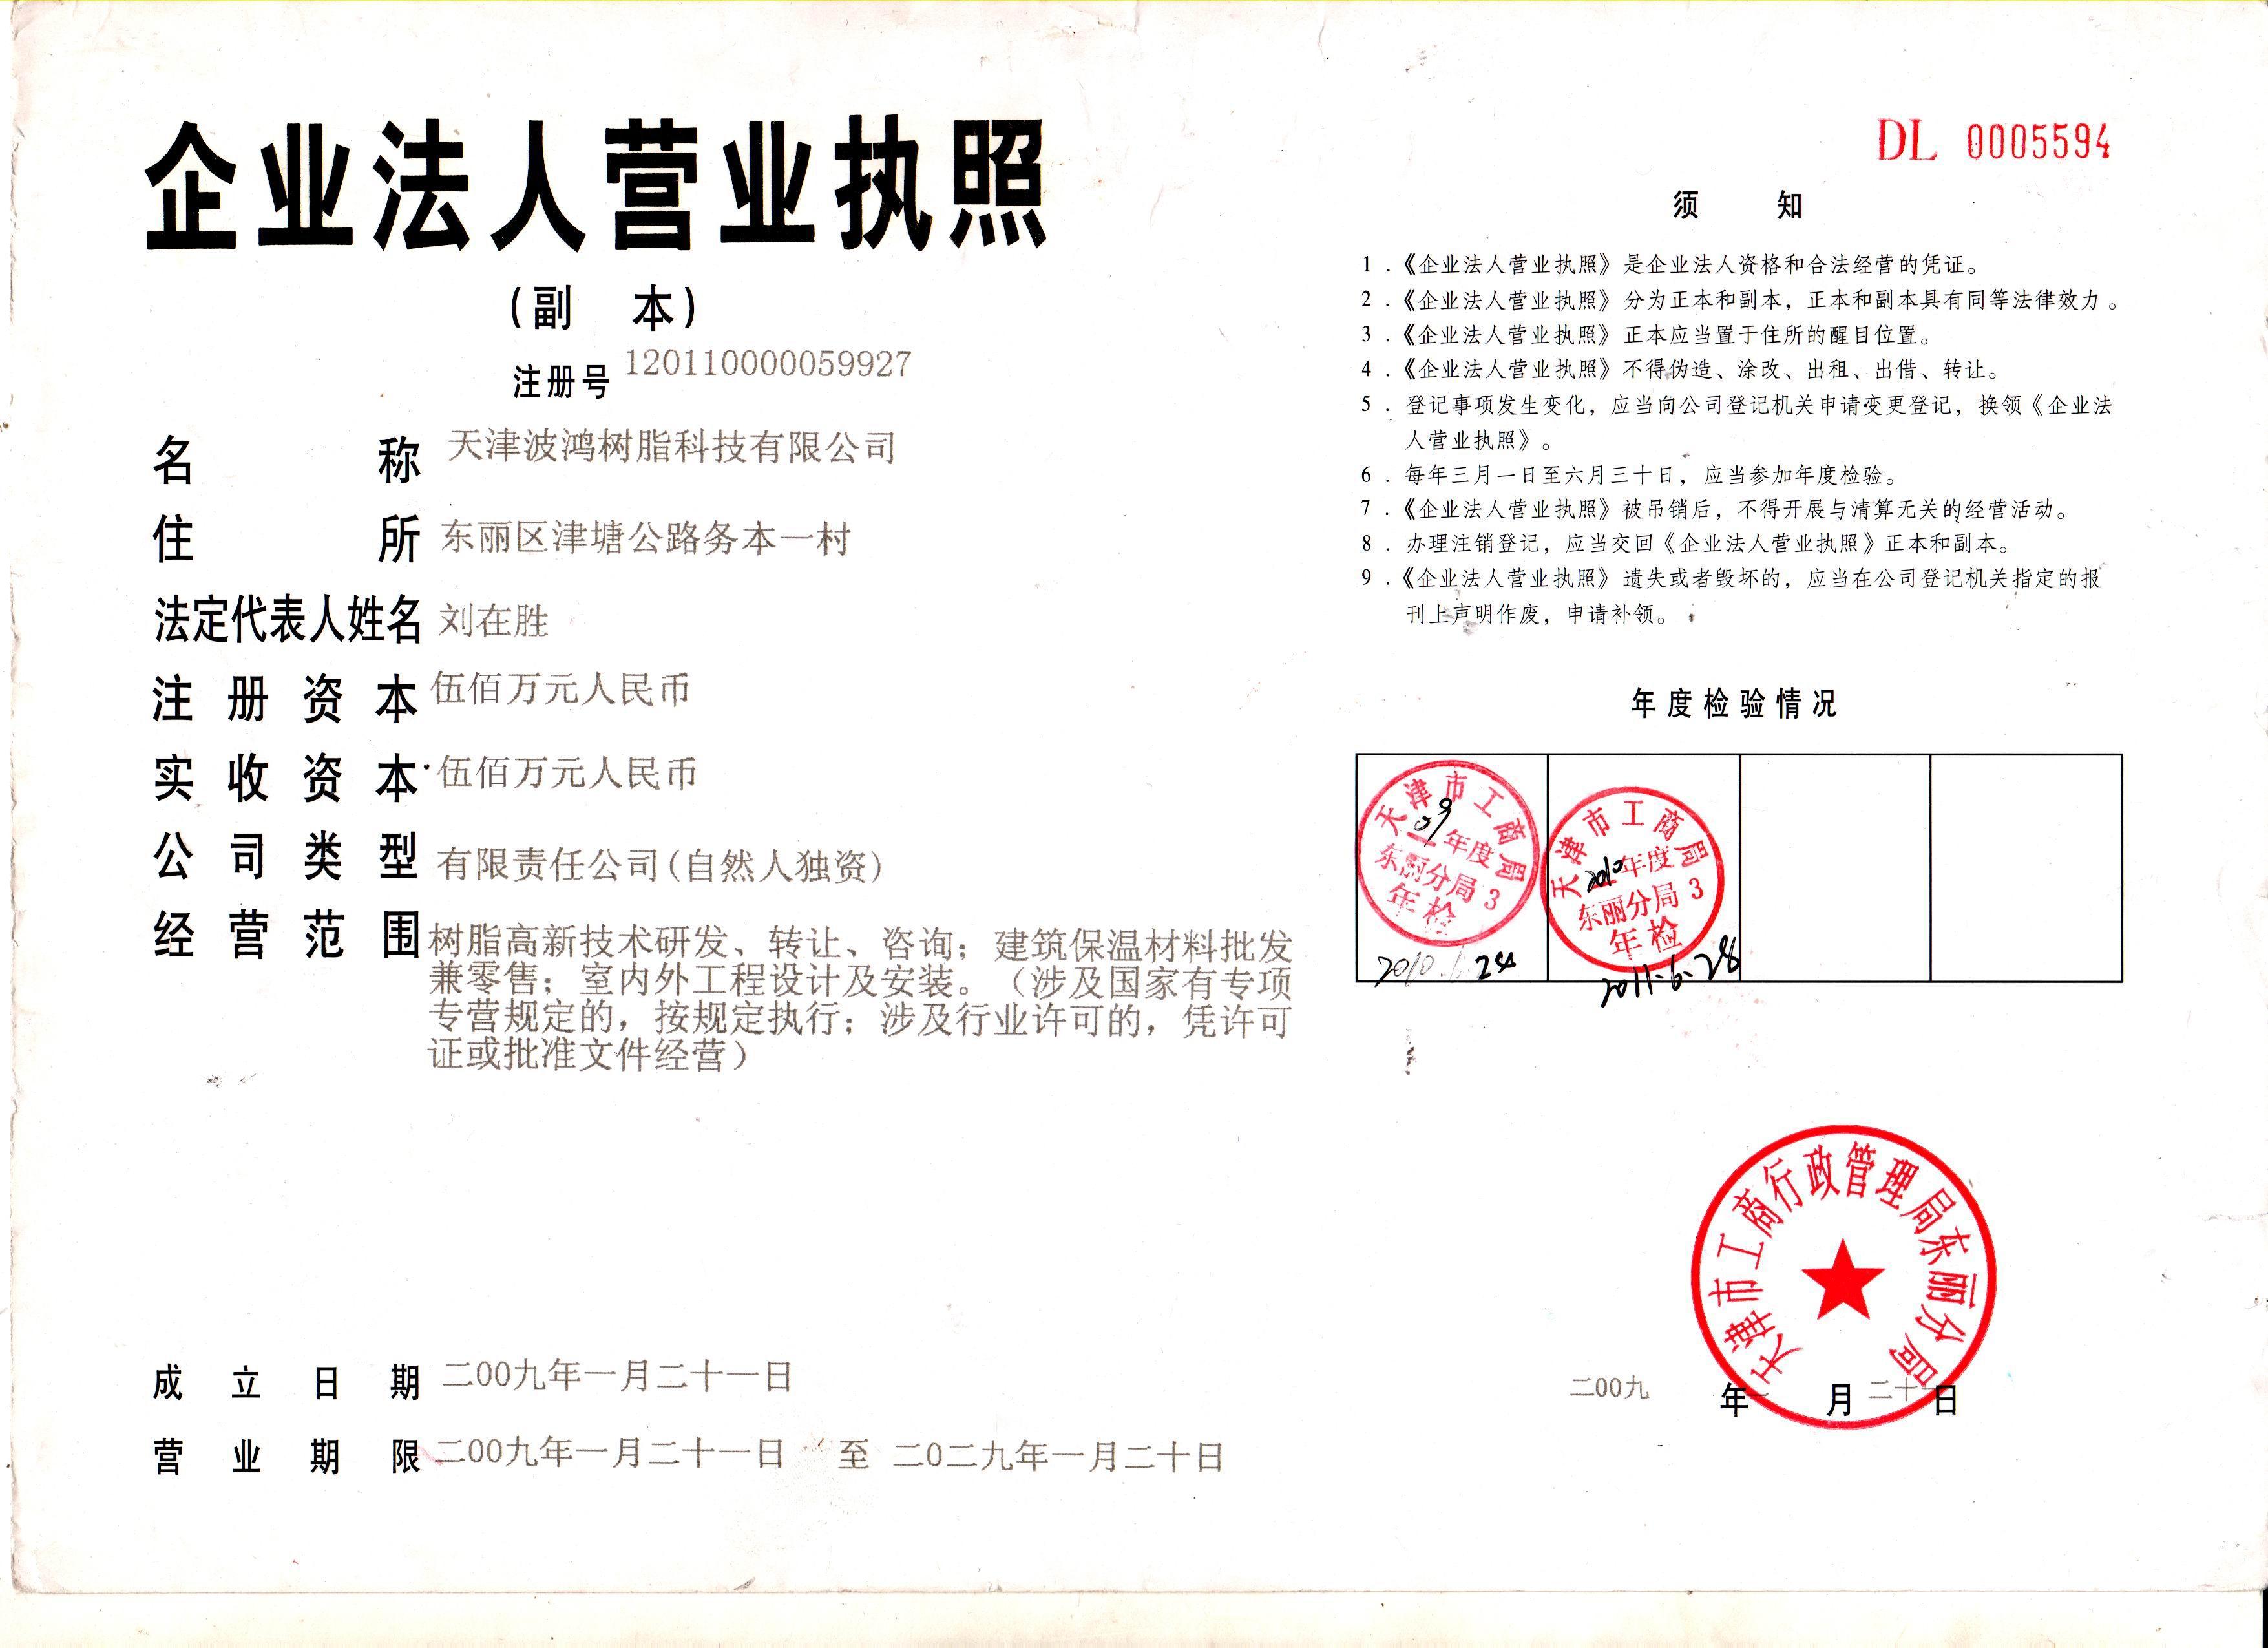 企业法人营业执照
(副 本)
注册号 120110000059927
名 称 天津波鸿树脂科技有限公司
住 所 东丽区津塘公路务本一村
法定代表人姓名 刘在胜
注 册 资 本 伍佰万元人民币
实 收 资 本 伍佰万元人民币
公 司 类 型 有限责任公司(自然人独资)
经 营 范 围 树脂高新技术研发、转让、咨询；建筑保温材料批发
兼零售；室内外工程设计及安装。（涉及国家有专项
专营规定的，按规定执行；涉及行业许可的，凭许可
证或批准文件经营）
成 立 日 期 二00九年一月二十一日
营 业 期 限 二00九年一月二十一日 至 二0二九年一月二十日
DL 0005594
须 知
1．《企业法人营业执照》是企业法人资格和合法经营的凭证。
2．《企业法人营业执照》分为正本和副本，正本和副本具有同等法律效力。
3．《企业法人营业执照》正本应当置于住所的醒目位置。
4．《企业法人营业执照》不得伪造、涂改、出租、出借、转让。
5．登记事项发生变化，应当向公司登记机关申请变更登记，换领《企业法
人营业执照》。
6．每年三月一日至六月三十日，应当参加年度检验。
7．《企业法人营业执照》被吊销后，不得开展与清算无关的经营活动。
8．办理注销登记，应当交回《企业法人营业执照》正本和副本。
9．《企业法人营业执照》遗失或者毁坏的，应当在公司登记机关指定的报
刊上声明作废，申请补领。
年度检验情况
天津市工商局
09年度
东丽分局 3
年检
2010.6.24
天津市工商局
2010年度
东丽分局 3
年检
2011.6.28
天津市工商行政管理局东丽分局
二00九 年 一 月 二十一 日